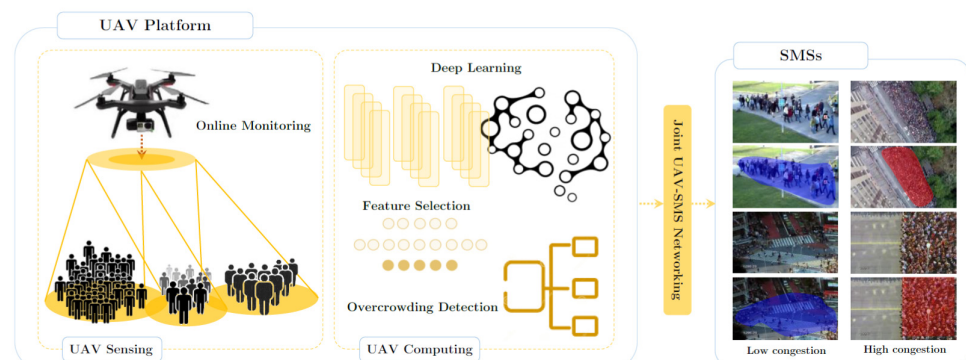 UAV Platform
Online Monitoring
UAV Sensing
Deep Learning
Feature Selection
Overcrowding Detection
UAV Computing
Joint UAV-SMS Networking
SMSs
Low congestion
High congestion